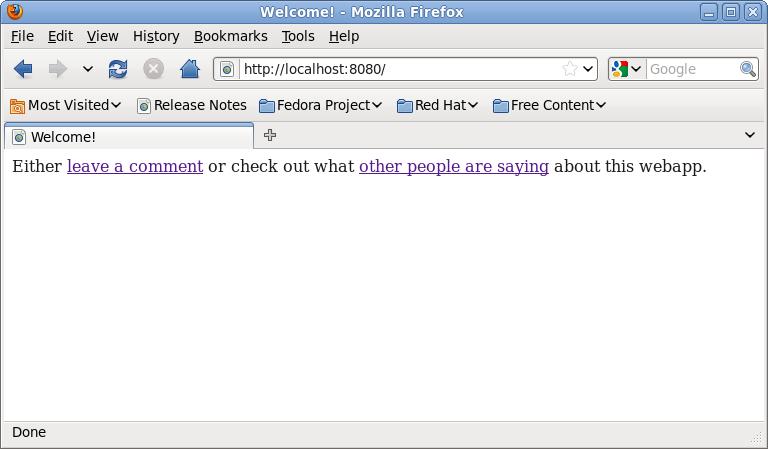 Welcome! - Mozilla Firefox
File Edit View History Bookmarks Tools Help
http://localhost:8080/ Google
Most Visited Release Notes Fedora Project Red Hat Free Content
Welcome!
Either leave a comment or check out what other people are saying about this webapp.
Done